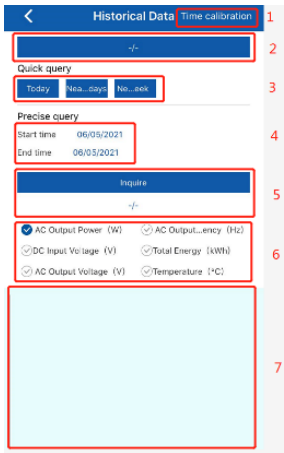 Historical Data Time calibration 1
-/- 2
Quick query
Today Nea...days Ne...eek 3
Precise query
Start time 06/05/2021 4
End time 06/05/2021
Inquire 5
-/-
AC Output Power (W) AC Output...ency (Hz)
DC Input Voltage (V) Total Energy (kWh) 6
AC Output Voltage (V) Temperature (°C)
7